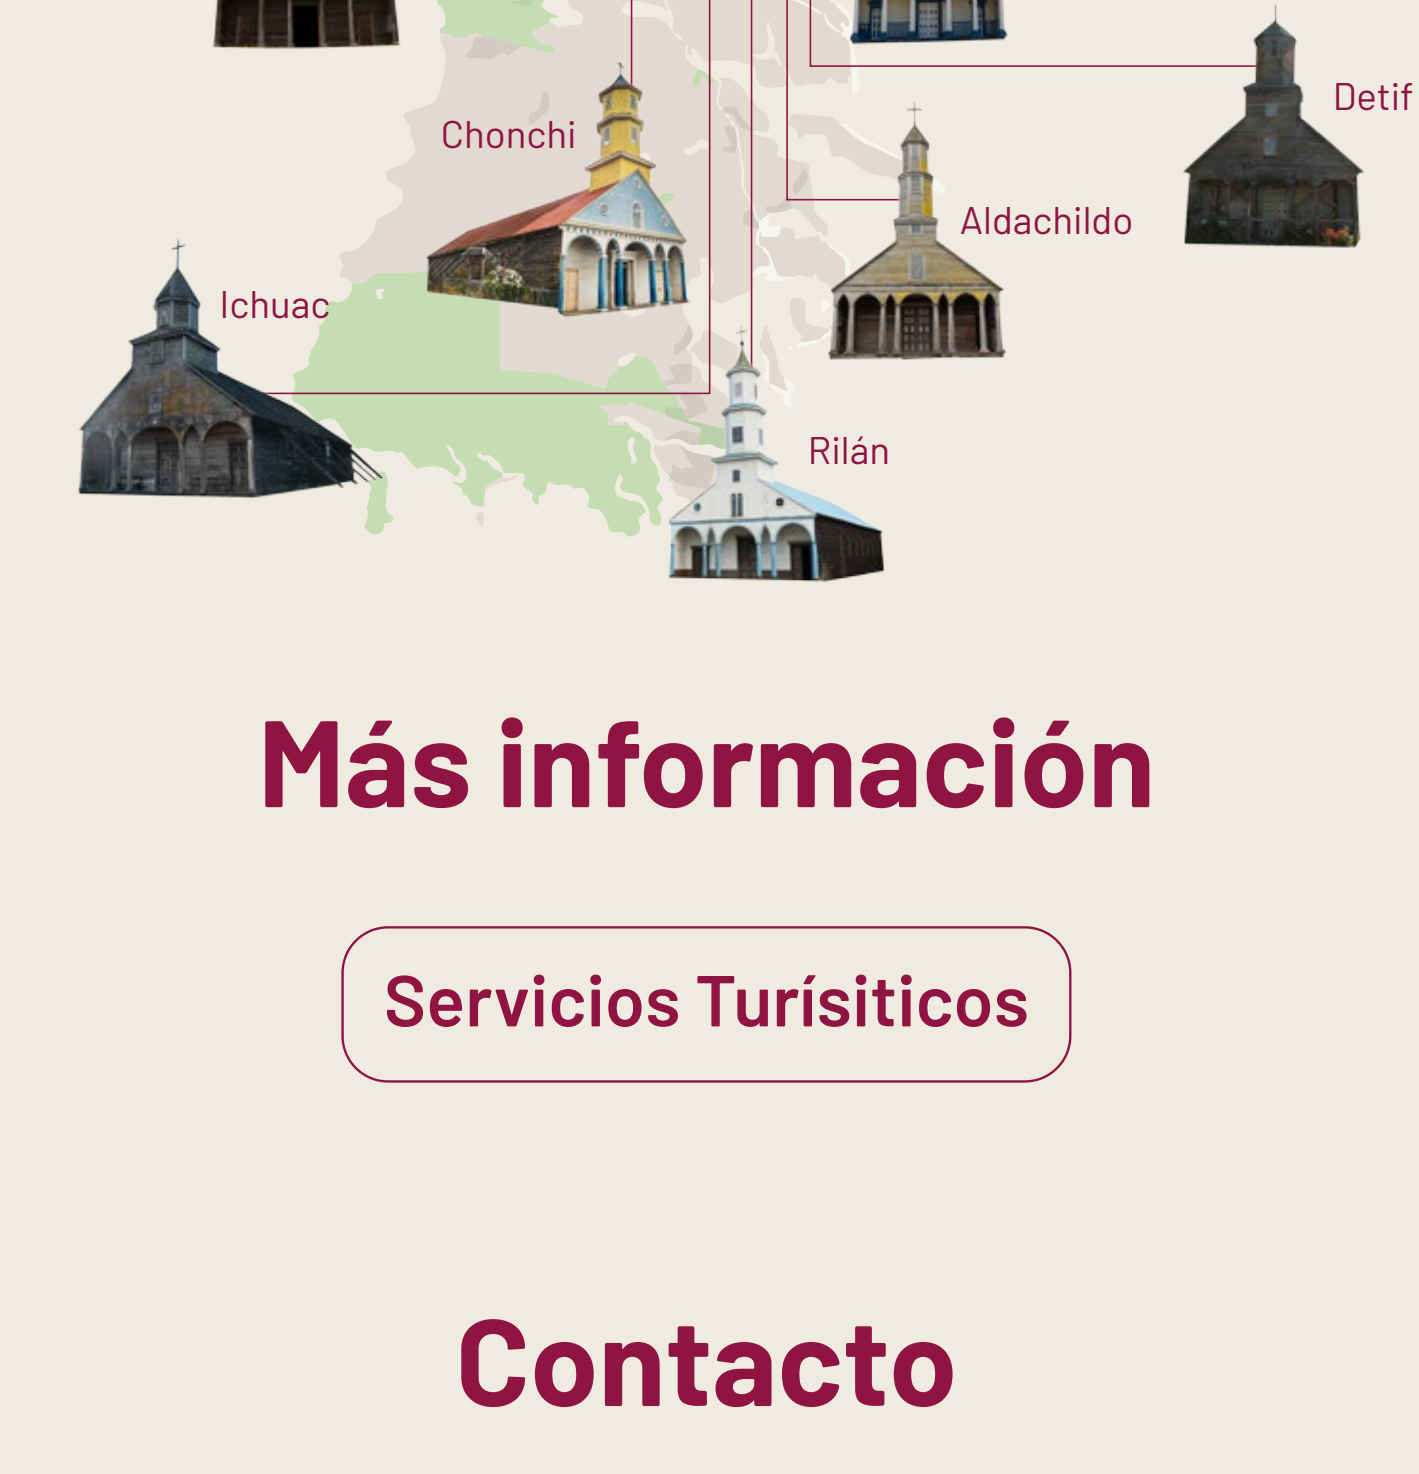 Detif
Chonchi
Aldachildo
Ichuac
Rilán
Más información
Servicios Turísiticos
Contacto